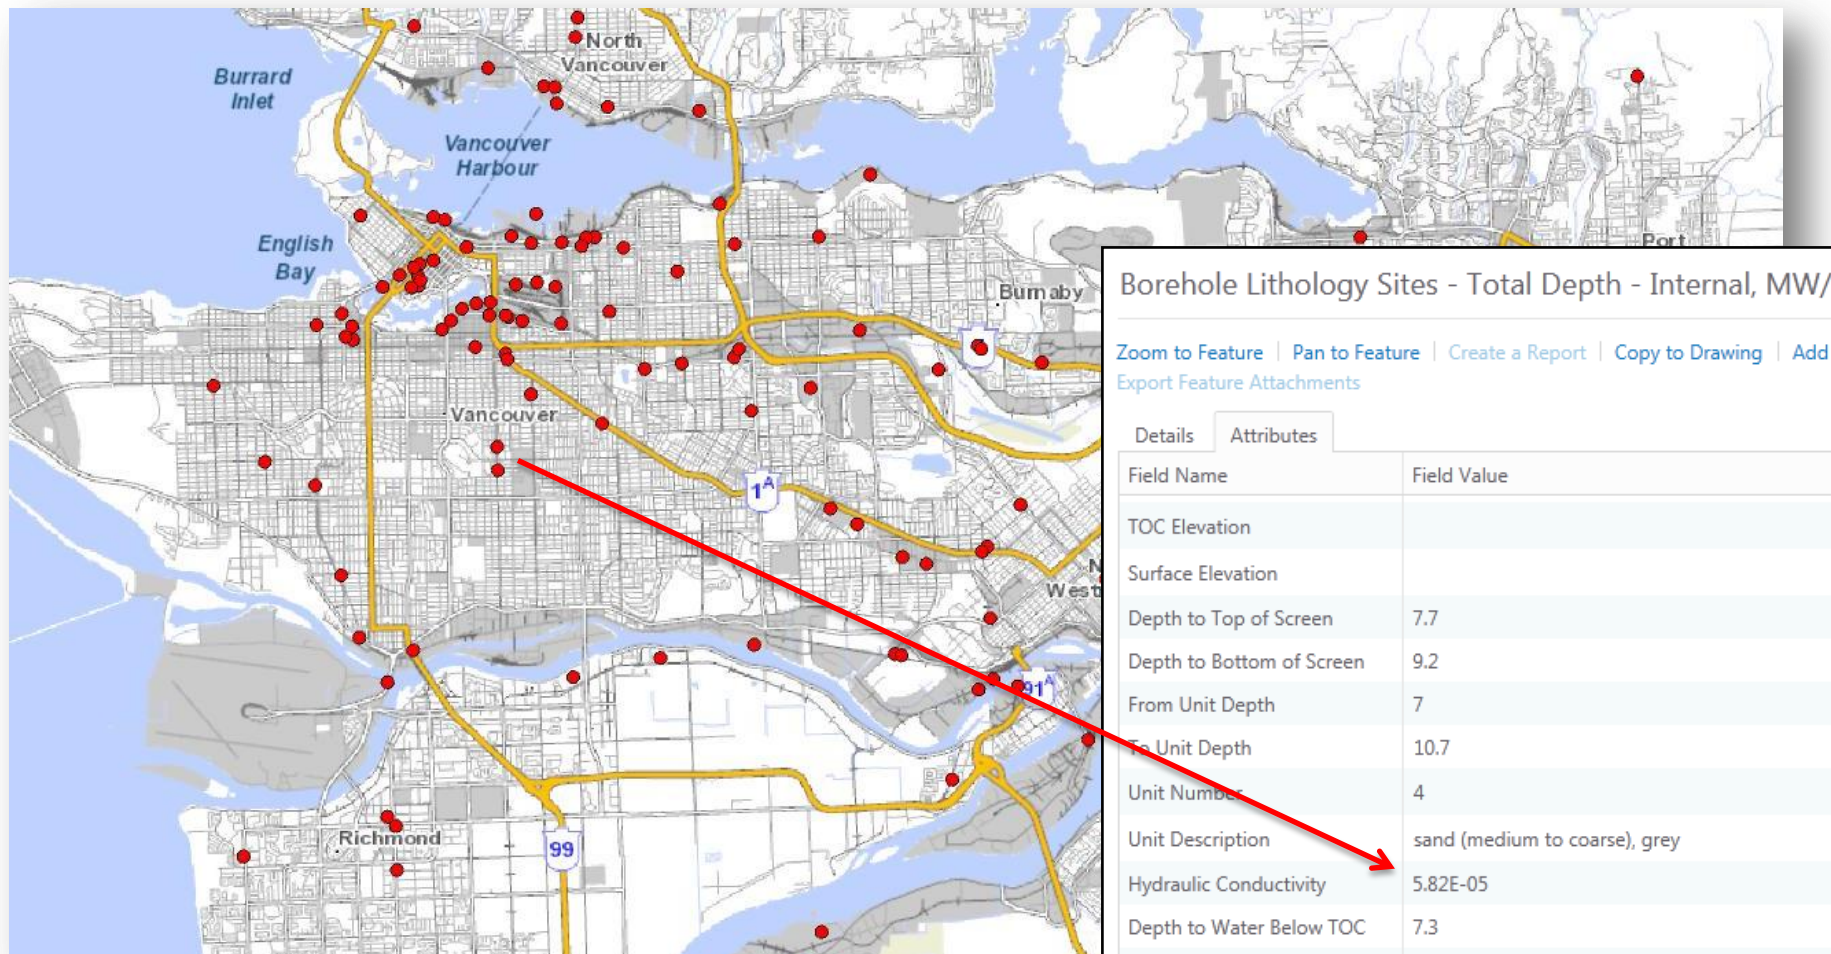 North
Vancouver
Burrard
Inlet
Vancouver
Harbour
English
Bay
Port
Burnaby
Vancouver
1A
West
91A
Richmond
99
Borehole Lithology Sites - Total Depth - Internal, MW/
Zoom to Feature | Pan to Feature | Create a Report | Copy to Drawing | Add
Export Feature Attachments
Details Attributes
Field Name Field Value
TOC Elevation
Surface Elevation
Depth to Top of Screen 7.7
Depth to Bottom of Screen 9.2
From Unit Depth 7
To Unit Depth 10.7
Unit Number 4
Unit Description sand (medium to coarse), grey
Hydraulic Conductivity 5.82E-05
Depth to Water Below TOC 7.3